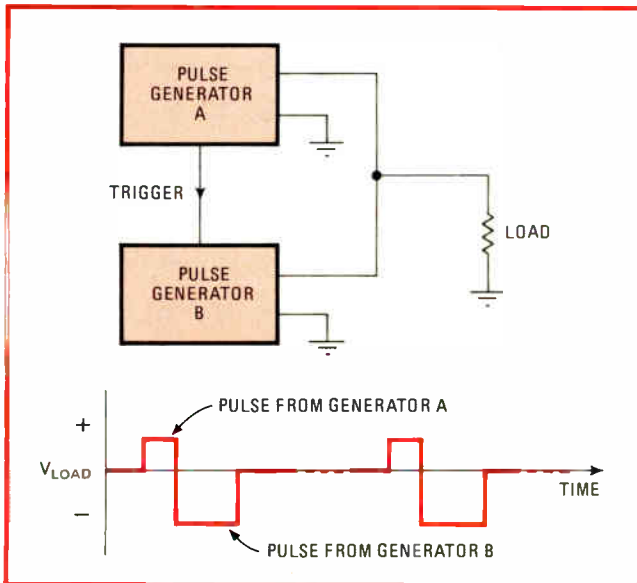 PULSE
GENERATOR
A
TRIGGER
LOAD
PULSE
GENERATOR
B
PULSE FROM GENERATOR A
+
VLOAD
TIME
−
PULSE FROM GENERATOR B